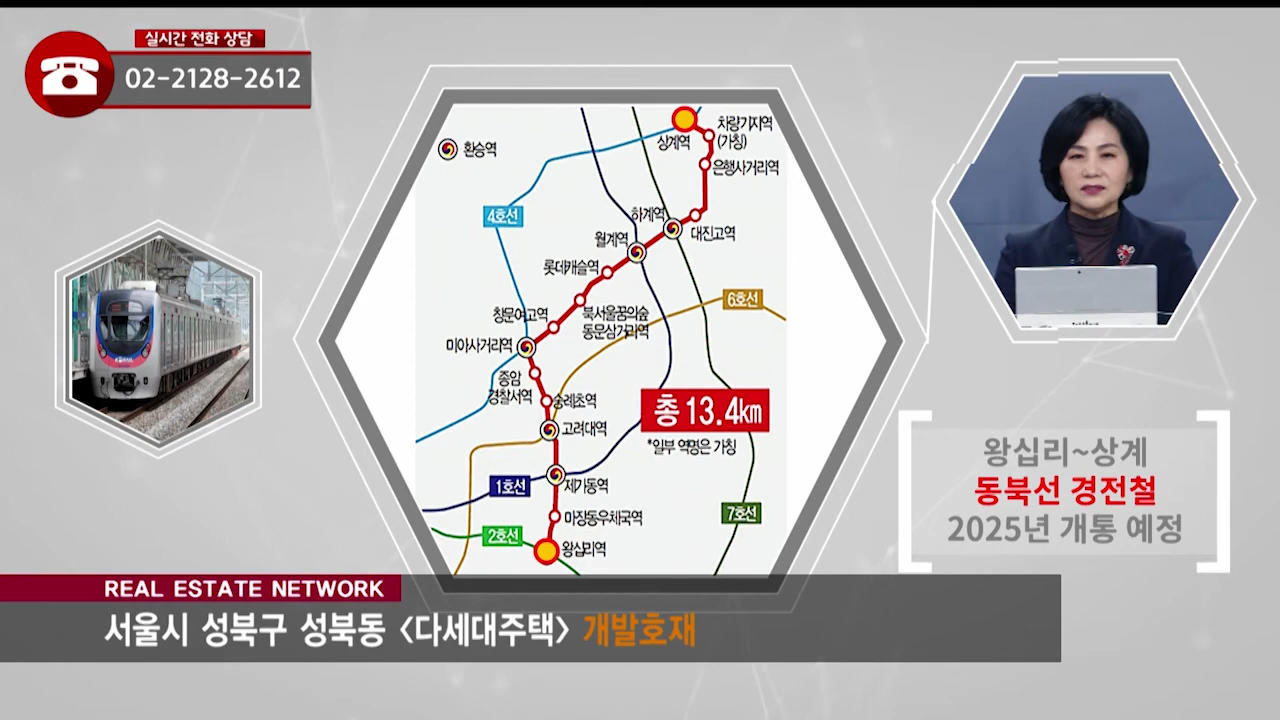 실시간 전화 상담
02-2128-2612
환승역
상계역
차량기지역
(가칭)
은행사거리역
4호선
하계역
대진고역
월계역
롯데캐슬역
6호선
창문여고역
북서울꿈의숲
동문삼거리역
미아사거리역
종암
경찰서역
숭례초역
총 13.4km
고려대역
*일부 역명은 가칭
1호선
제기동역
마장동우체국역
7호선
2호선
왕십리역
왕십리~상계
동북선 경전철
2025년 개통 예정
REAL ESTATE NETWORK
서울시 성북구 성북동 <다세대주택> 개발호재